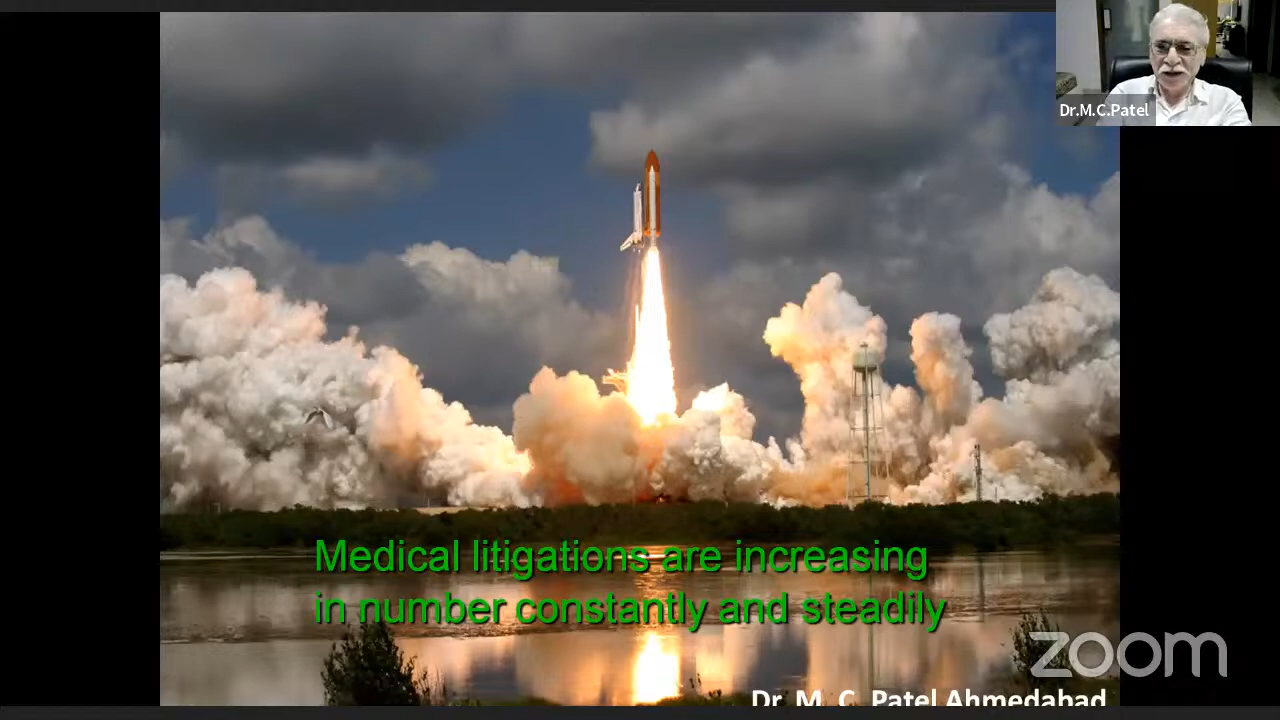 Dr.M.C.Patel
Medical litigations are increasing
in number constantly and steadily
zoom
Dr. M. C. Patel Ahmedabad